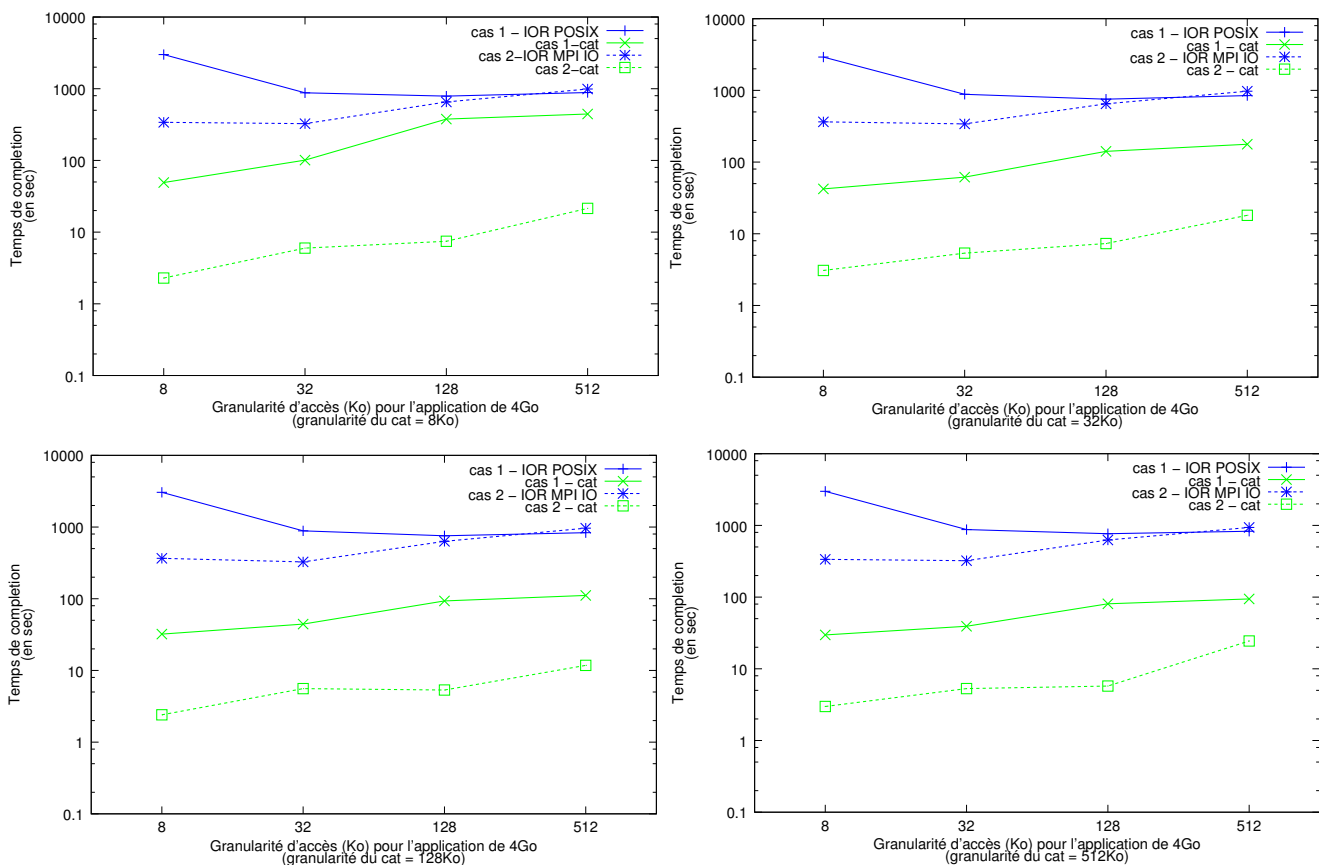 10000
1000
100
10
1
0.1
Temps de completion
(en sec)
cas 1 − IOR POSIX
cas 1−cat
cas 2−IOR MPI IO
cas 2−cat
8 32 128 512
Granularité d'accès (Ko) pour l'application de 4Go
(granularité du cat = 8Ko)
10000
1000
100
10
1
0.1
Temps de completion
(en sec)
cas 1 − IOR POSIX
cas 1 − cat
cas 2 − IOR MPI IO
cas 2 − cat
8 32 128 512
Granularité d'accès (Ko) pour l'application de 4Go
(granularité du cat = 32Ko)
10000
1000
100
10
1
0.1
Temps de completion
(en sec)
cas 1 − IOR POSIX
cas 1 − cat
cas 2 − IOR MPI IO
cas 2 − cat
8 32 128 512
Granularité d'accès (Ko) pour l'application de 4Go
(granularité du cat = 128Ko)
10000
1000
100
10
1
0.1
Temps de completion
(en sec)
cas 1 − IOR POSIX
cas 1 − cat
cas 2 − IOR MPI IO
cas 2 − cat
8 32 128 512
Granularité d'accès (Ko) pour l'application de 4Go
(granularité du cat = 512Ko)